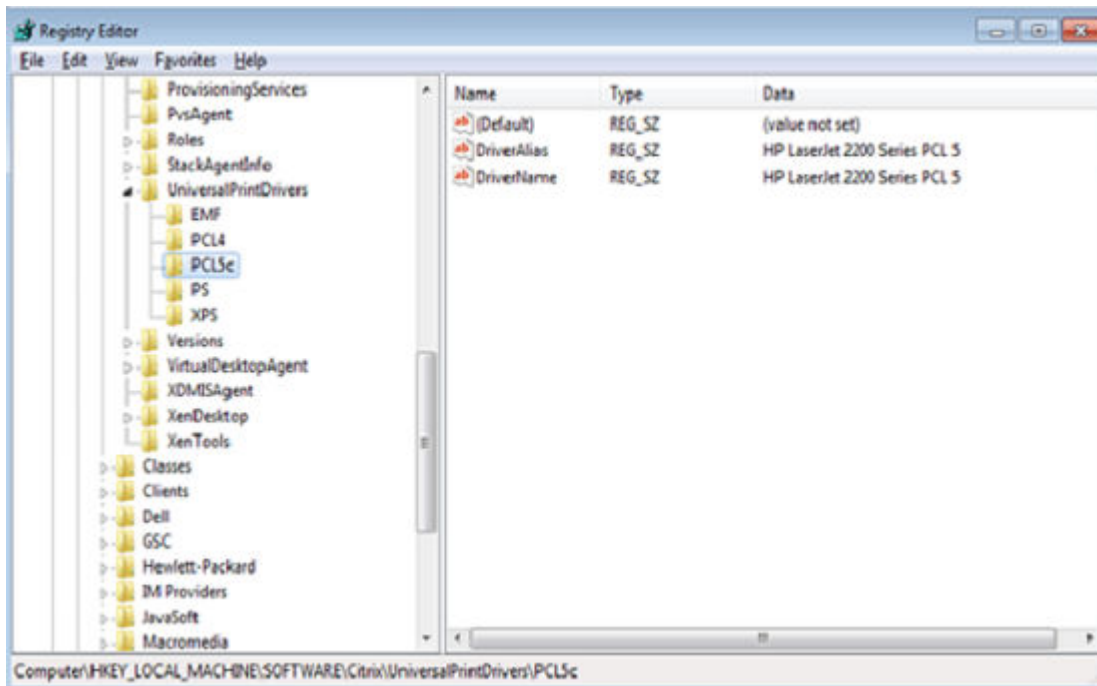 Registry Editor
File Edit View Favorites Help
ProvisioningServices
PvsAgent
Roles
StackAgentInfo
UniversalPrintDrivers
EMF
PCL4
PCL5c
PS
XPS
Versions
VirtualDesktopAgent
XDMISAgent
XenDesktop
XenTools
Classes
Clients
Dell
GSC
Hewlett-Packard
IM Providers
JavaSoft
Macromedia
Name Type Data
ab (Default) REG_SZ (value not set)
ab DriverAlias REG_SZ HP LaserJet 2200 Series PCL 5
ab DriverName REG_SZ HP LaserJet 2200 Series PCL 5
Computer\HKEY_LOCAL_MACHINE\SOFTWARE\Citrix\UniversalPrintDrivers\PCL5c